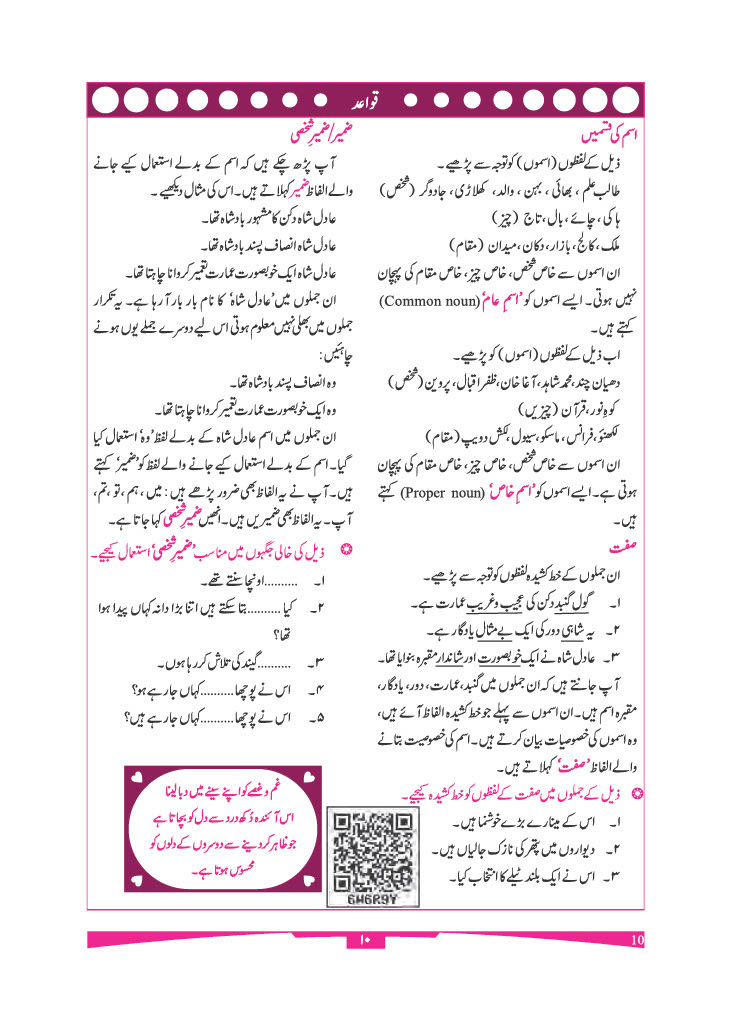 قواعد
اسم کی قسمیں
ذیل کے لفظوں (اسموں) کو توجہ سے پڑھیے۔
طالب علم ، بھائی ، بہن ، والد، کھلاڑی، جادوگر (شخص)
ہاکی، چائے، بال، تاج (چیز)
ملک، کالج، بازار، دکان، میدان (مقام)
ان اسموں سے خاص شخص، خاص چیز، خاص مقام کی پہچان
نہیں ہوتی۔ ایسے اسموں کو ’اسمِ عام‘ (Common noun)
کہتے ہیں۔
اب ذیل کے لفظوں (اسموں) کو پڑھیے۔
دھیان چند، محمد شاہد، آغا خان، ظفر اقبال، پروین (شخص)
کوہِ نور، قرآن (چیزیں)
لکھنؤ، فرانس، ماسکو، سیول، لکش دویپ (مقام)
ان اسموں سے خاص شخص، خاص چیز، خاص مقام کی پہچان
ہوتی ہے۔ ایسے اسموں کو ’اسمِ خاص‘ (Proper noun) کہتے
ہیں۔
صفت
ان جملوں کے خط کشیدہ لفظوں کو توجہ سے پڑھیے۔
۱۔ گول گنبد دکن کی عجیب و غریب عمارت ہے۔
۲۔ یہ شاہی دور کی ایک بے مثال یادگار ہے۔
۳۔ عادل شاہ نے ایک خوبصورت اور شاندار مقبرہ بنوایا تھا۔
آپ جانتے ہیں کہ ان جملوں میں گنبد، عمارت، دور، یادگار،
مقبرہ اسم ہیں۔ ان اسموں سے پہلے جو خط کشیدہ الفاظ آئے ہیں،
وہ اسموں کی خصوصیات بیان کرتے ہیں۔ اسم کی خصوصیت بتانے
والے الفاظ ’صفت‘ کہلاتے ہیں۔
ذیل کے جملوں میں صفت کے لفظوں کو خط کشیدہ کیجیے۔
۱۔ اس کے مینارے بڑے خوشنما ہیں۔
۲۔ دیواروں میں پتھر کی نازک جالیاں ہیں۔
۳۔ اس نے ایک بلند ٹیلے کا انتخاب کیا۔
ضمیر/ضمیرِ شخصی
آپ پڑھ چکے ہیں کہ اسم کے بدلے استعمال کیے جانے
والے الفاظ ضمیر کہلاتے ہیں۔ اس کی مثال دیکھیے۔
عادل شاہ دکن کا مشہور بادشاہ تھا۔
عادل شاہ انصاف پسند بادشاہ تھا۔
عادل شاہ ایک خوبصورت عمارت تعمیر کروانا چاہتا تھا۔
ان جملوں میں ’عادل شاہ‘ کا نام بار بار آرہا ہے۔ یہ تکرار
جملوں میں بھلی نہیں معلوم ہوتی اس لیے دوسرے جملے یوں ہونے
چاہئیں:
وہ انصاف پسند بادشاہ تھا۔
وہ ایک خوبصورت عمارت تعمیر کروانا چاہتا تھا۔
ان جملوں میں اسم عادل شاہ کے بدلے لفظ ’وہ‘ استعمال کیا
گیا۔ اسم کے بدلے استعمال کیے جانے والے لفظ کو ’ضمیر‘ کہتے
ہیں۔ آپ نے یہ الفاظ بھی ضرور پڑھے ہیں: میں، ہم، تو، تم،
آپ۔ یہ الفاظ بھی ضمیریں ہیں۔ انھیں ضمیرِ شخصی کہا جاتا ہے۔
ذیل کی خالی جگہوں میں مناسب ’ضمیرِ شخصی‘ استعمال کیجیے۔
۱۔ ..........اونچا سنتے تھے۔
۲۔ کیا ..........بتا سکتے ہیں اتنا بڑا دانہ کہاں پیدا ہوا
تھا؟
۳۔ ..........گیند کی تلاش کر رہا ہوں۔
۴۔ اس نے پوچھا..........کہاں جارہے ہو؟
۵۔ اس نے پوچھا..........کہاں جارہے ہیں؟
غم و غصے کو اپنے سینے میں دبا لینا
اس آئندہ دُکھ درد سے دل کو بچاتا ہے
جو ظاہر کردینے سے دوسروں کے دلوں کو
محسوس ہوتا ہے۔
6H6R9Y
۱۰
10